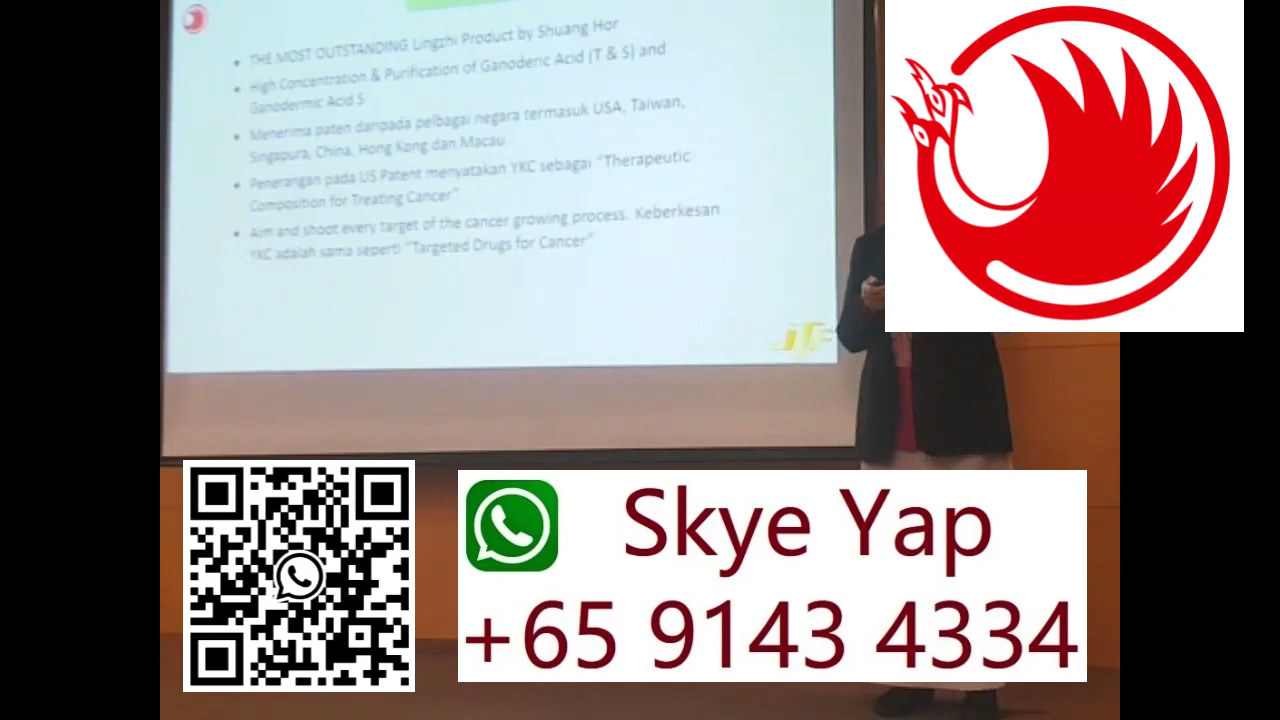 THE MOST OUTSTANDING Lingzhi Product by Shuang Hor
High Concentration & Purification of Ganoderic Acid (T & S) and
Ganodermic Acid S
Menerima paten daripada pelbagai negara termasuk USA, Taiwan,
Singapura, China, Hong Kong dan Macau
Penerangan pada US Patent menyatakan YKC sebagai "Therapeutic
Composition for Treating Cancer"
Aim and shoot every target of the cancer growing process. Keberkesan
YKC adalah sama seperti "Targeted Drugs for Cancer"
Skye Yap
+65 9143 4334